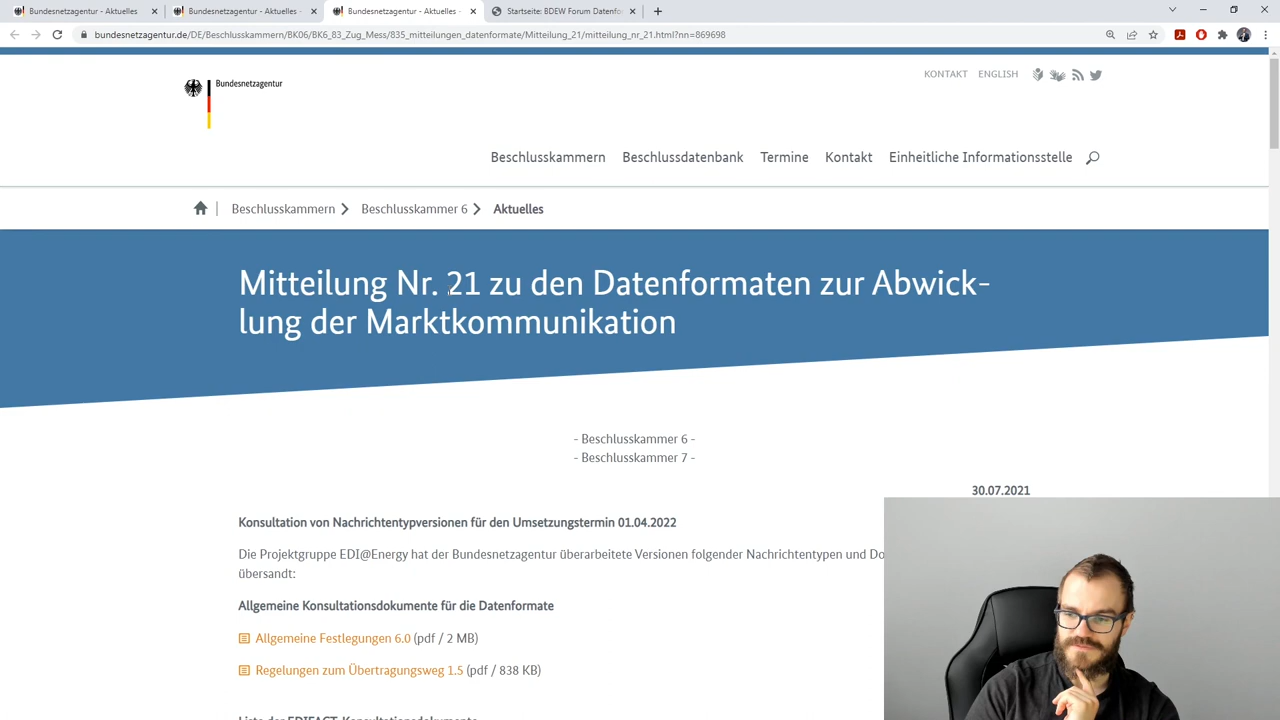 Bundesnetzagentur - Aktuelles
Bundesnetzagentur - Aktuelles -
Bundesnetzagentur - Aktuelles -
Startseite: BDEW Forum Datenfo
bundesnetzagentur.de/DE/Beschlusskammern/BK06/BK6_83_Zug_Mess/835_mitteilungen_datenformate/Mitteilung_21/mitteilung_nr_21.html?nn=869698
Bundesnetzagentur
KONTAKT ENGLISH
Beschlusskammern Beschlussdatenbank Termine Kontakt Einheitliche Informationsstelle
Beschlusskammern Beschlusskammer 6 Aktuelles
Mitteilung Nr. 21 zu den Datenformaten zur Abwick-
lung der Marktkommunikation
- Beschlusskammer 6 -
- Beschlusskammer 7 -
30.07.2021
Konsultation von Nachrichtentypversionen für den Umsetzungstermin 01.04.2022
Die Projektgruppe EDI@Energy hat der Bundesnetzagentur überarbeitete Versionen folgender Nachrichtentypen und Do
übersandt:
Allgemeine Konsultationsdokumente für die Datenformate
Allgemeine Festlegungen 6.0 (pdf / 2 MB)
Regelungen zum Übertragungsweg 1.5 (pdf / 838 KB)
Liste der EDIFACT-Konsultationsdokumente